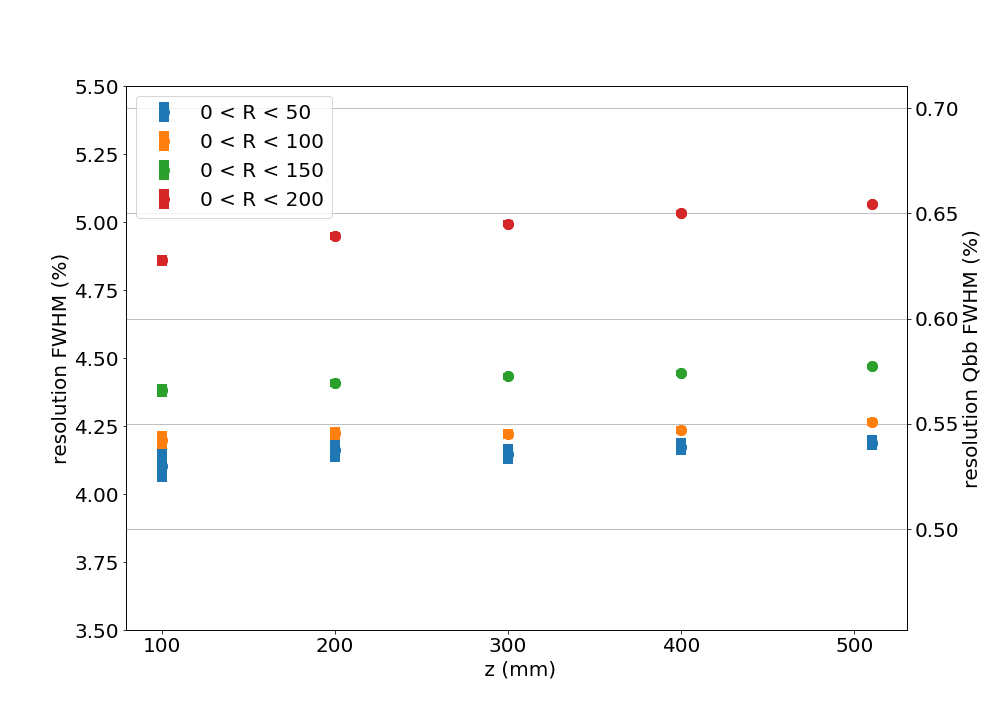 5.50
5.25
5.00
4.75
4.50
4.25
4.00
3.75
3.50
resolution FWHM (%)
0 < R < 50
0 < R < 100
0 < R < 150
0 < R < 200
0.70
0.65
0.60
0.55
0.50
resolution Qbb FWHM (%)
100 200 300 400 500
z (mm)